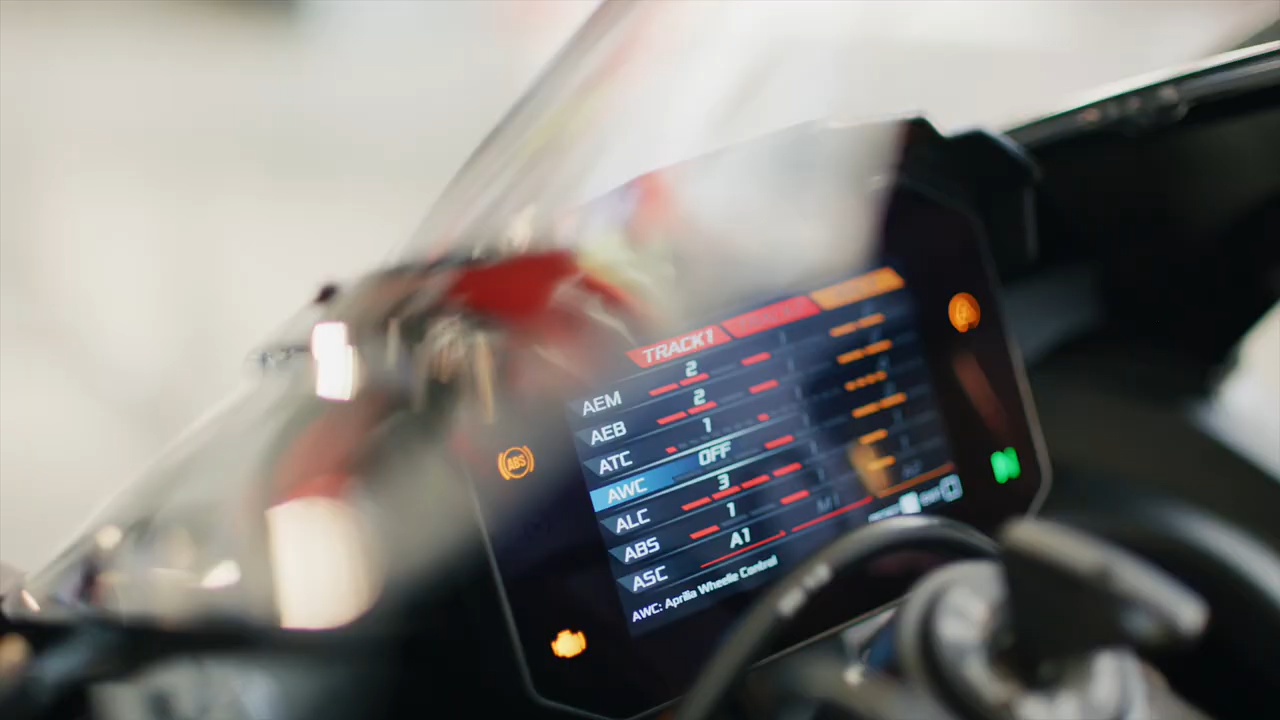 TRACK1
AEM 2
AEB 2
ATC 1
AWC OFF
ALC 3
ABS 1
ASC A1
AWC: Aprilia Wheelie Control
ABS
N